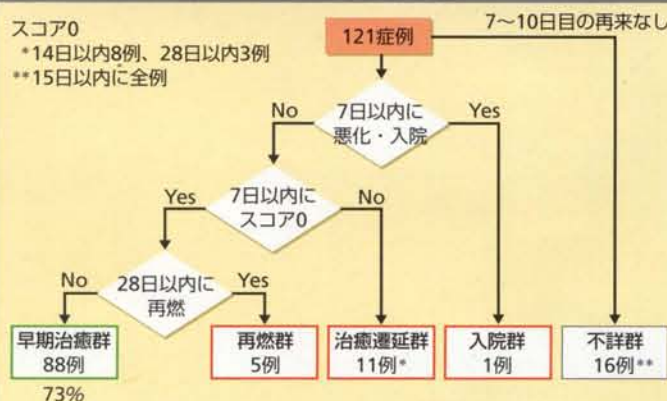 スコア0
*14日以内8例、28日以内3例
**15日以内に全例
121症例
7〜10日目の再来なし
7日以内に
悪化・入院
No
Yes
7日以内に
スコア0
Yes
No
28日以内に
再燃
No
Yes
早期治癒群
88例
73%
再燃群
5例
治癒遷延群
11例*
入院群
1例
不詳群
16例**